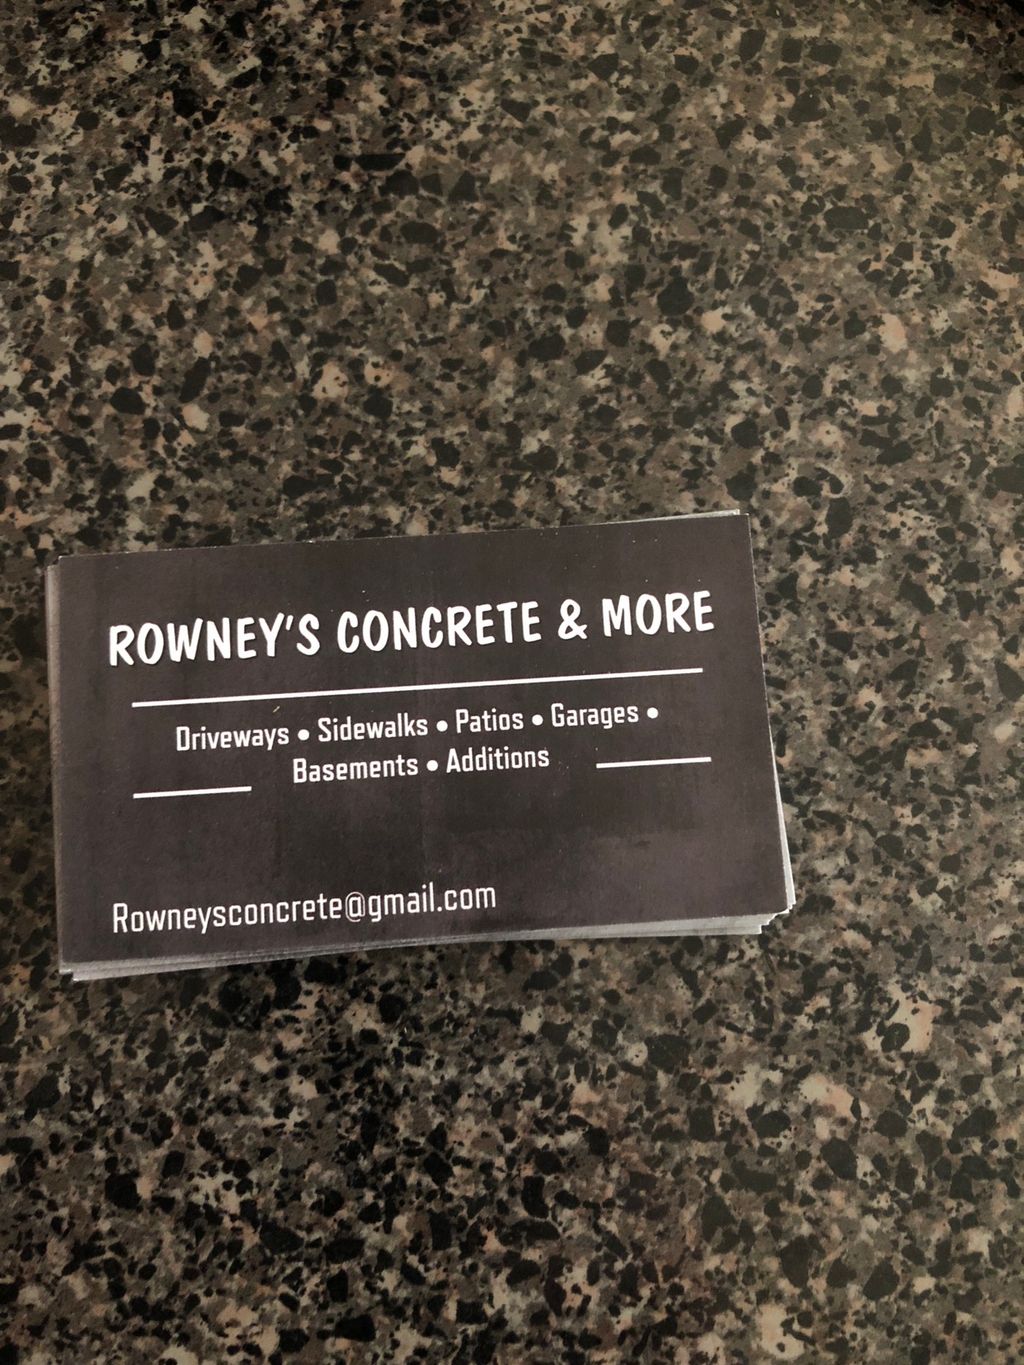 ROWNEY'S CONCRETE & MORE
Driveways • Sidewalks • Patios • Garages •
Basements • Additions
Rowneysconcrete@gmail.com